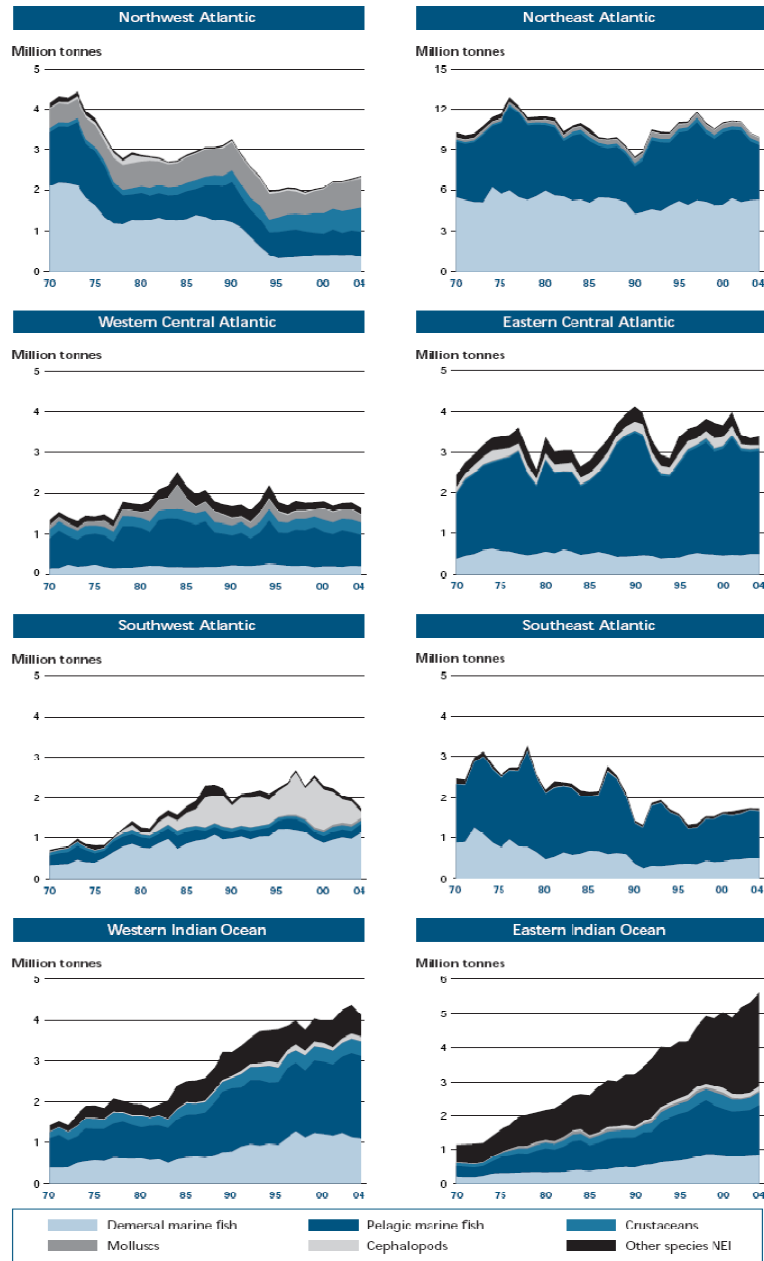 Northwest Atlantic
Northeast Atlantic
Million tonnes
Million tonnes
5
4
3
2
1
0
70 75 80 85 90 95 00 04
15
12
9
6
3
0
70 75 80 85 90 95 00 04
Western Central Atlantic
Eastern Central Atlantic
Million tonnes
Million tonnes
5
4
3
2
1
0
70 75 80 85 90 95 00 04
5
4
3
2
1
0
70 75 80 85 90 95 00 04
Southwest Atlantic
Southeast Atlantic
Million tonnes
Million tonnes
5
4
3
2
1
0
70 75 80 85 90 95 00 04
5
4
3
2
1
0
70 75 80 85 90 95 00 04
Western Indian Ocean
Eastern Indian Ocean
Million tonnes
Million tonnes
5
4
3
2
1
0
70 75 80 85 90 95 00 04
6
5
4
3
2
1
0
70 75 80 85 90 95 00 04
Demersal marine fish
Pelagic marine fish
Crustaceans
Molluscs
Cephalopods
Other species NEI